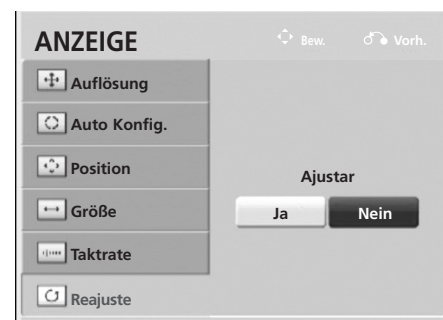 ANZEIGE
Bew. Vorh.
Auflösung
Auto Konfig.
Position
Größe
Taktrate
Reajuste
Ajustar
Ja Nein